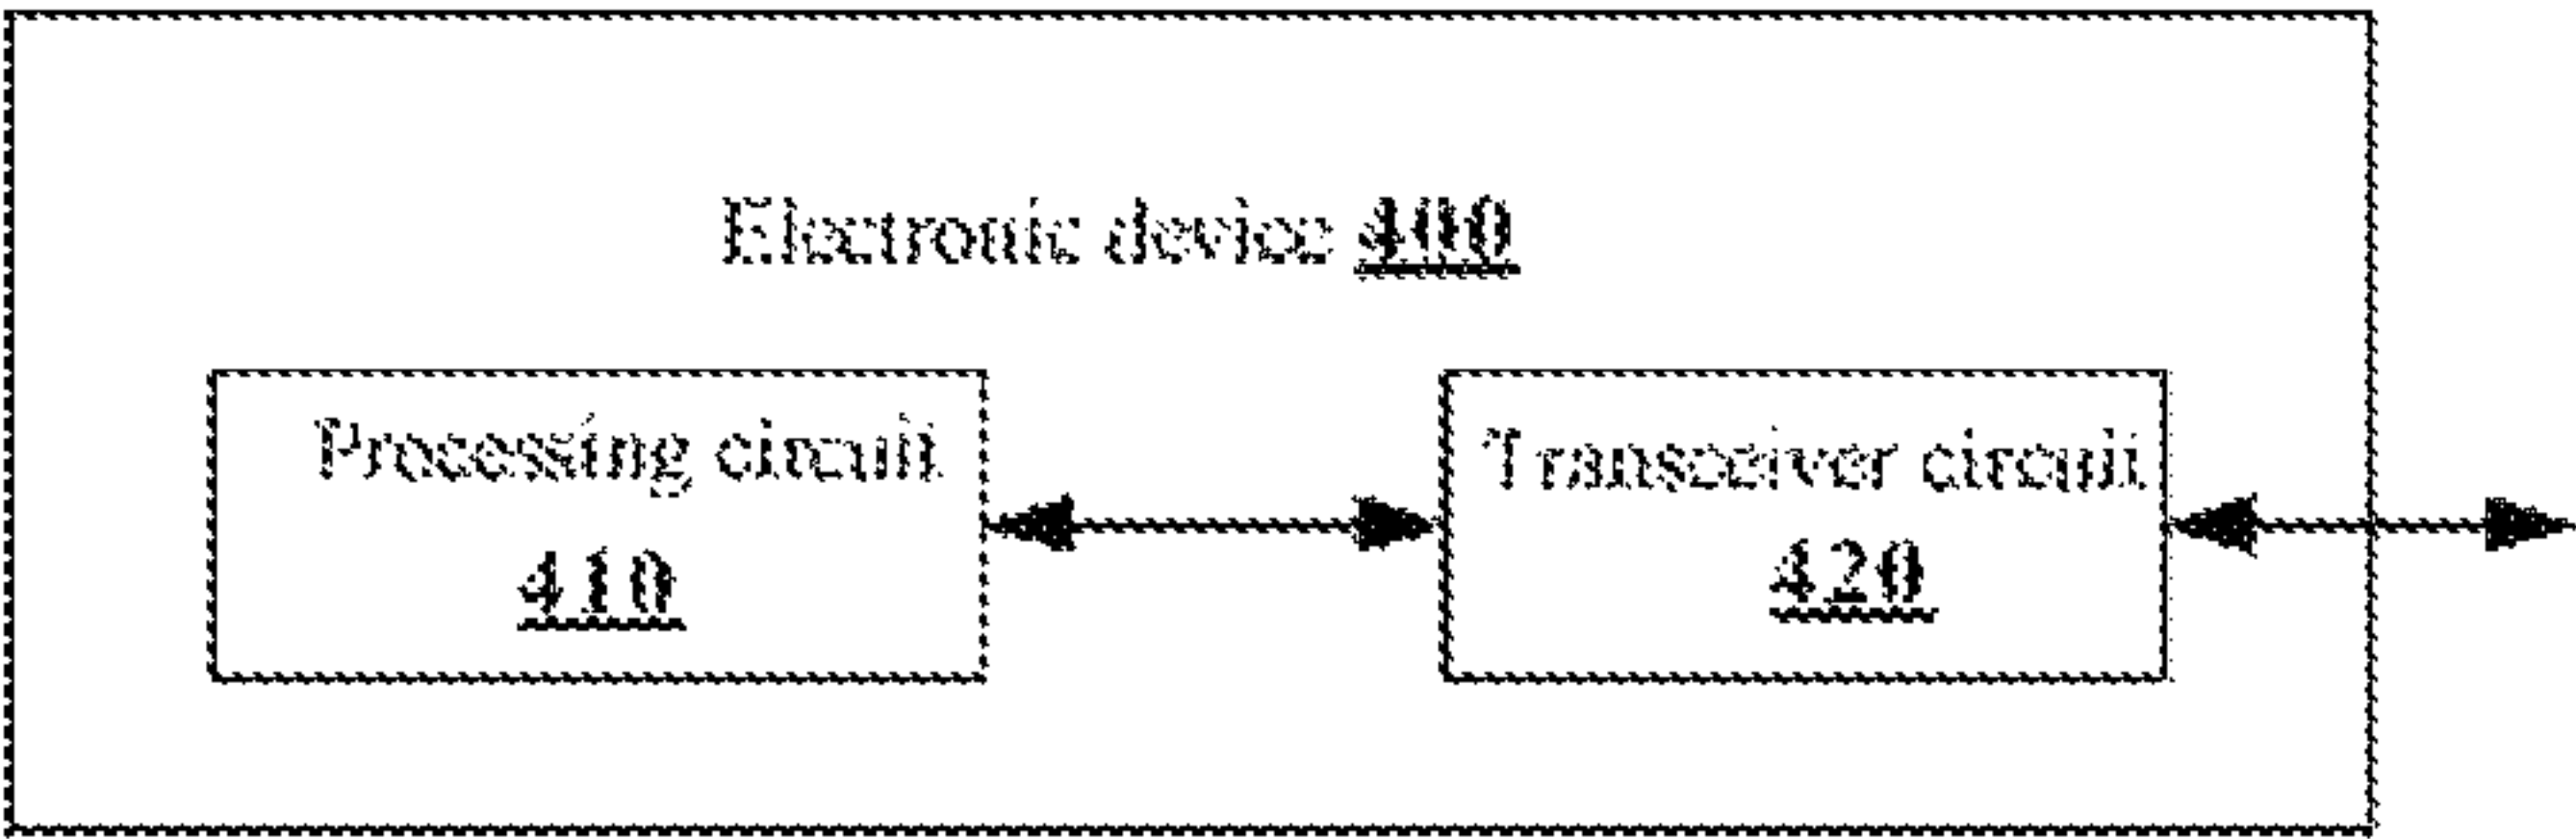 Electronic device 400
Processing circuit
410
Transceiver circuit
420